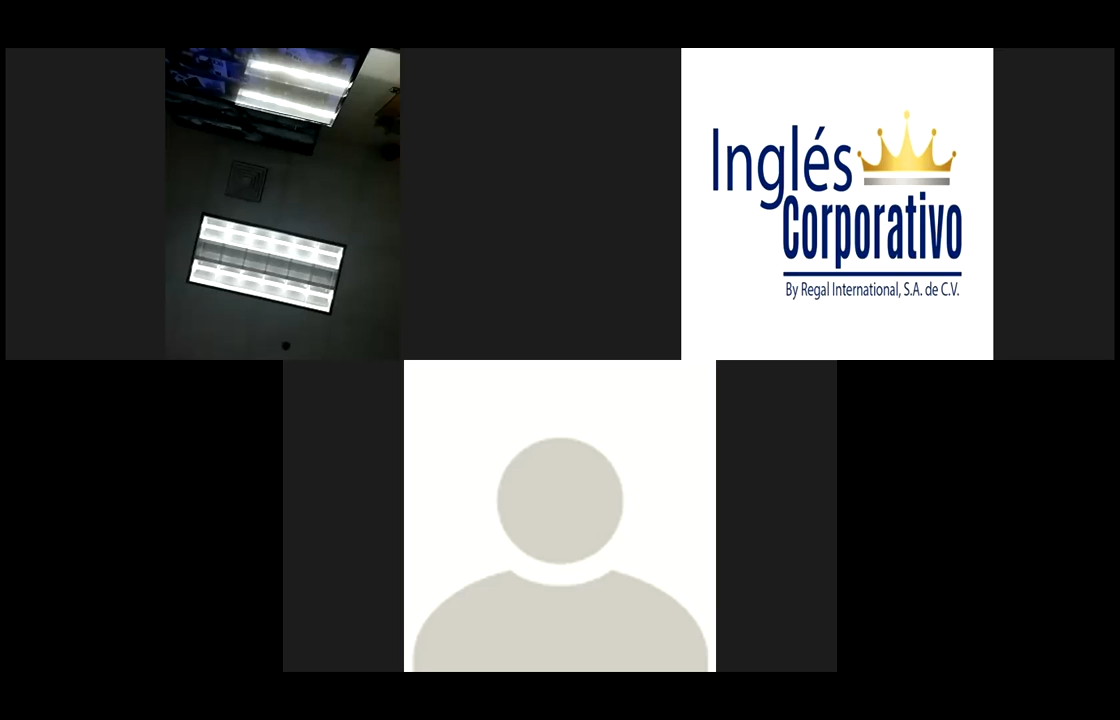 Inglés
Corporativo
By Regal International, S.A. de C.V.